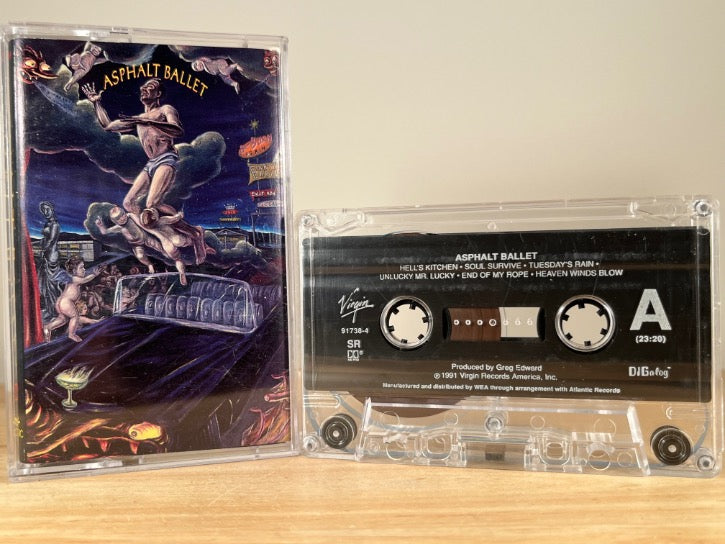 ASPHALT BALLET
ASPHALT BALLET
HELL'S KITCHEN • SOUL SURVIVE • TUESDAY'S RAIN •
UNLUCKY MR. LUCKY • END OF MY ROPE • HEAVEN WINDS BLOW
Virgin
91738-4
SR
A
(23:20)
DIGalog™
Produced by Greg Edward
℗ 1991 Virgin Records America, Inc.
Manufactured and distributed by WEA through arrangement with Atlantic Records